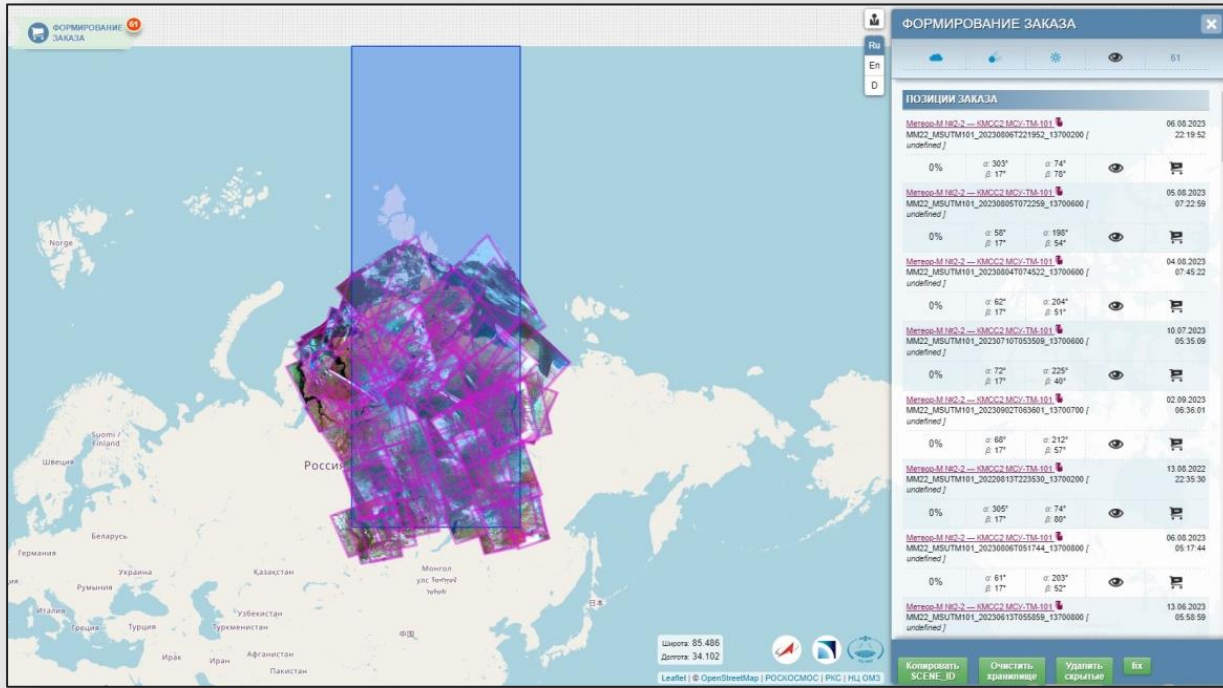 ФОРМИРОВАНИЕ
ЗАКАЗА
61
Ru
En
D
Norge
Suomi /
Finland
Швеция
Россия
Беларусь
Германия
Украина
Казахстан
Румыния
Монгол
улс
Италия
Греция
Турция
Узбекистан
Туркменистан
中国
日本
Ирак
Иран
Афганистан
Пакистан
Широта: 85.486
Долгота: 34.102
Leaflet | © OpenStreetMap | РОСКОСМОС | РКС | НЦ ОМЗ
ФОРМИРОВАНИЕ ЗАКАЗА
61
ПОЗИЦИИ ЗАКАЗА
Метеор-М №2-2 — КМСС2 МСУ-ТМ-101 06.08.2023
MM22_MSUTM101_20230806T221952_13700200 [ 22:19:52
undefined ]
0% α: 303° α: 74°
β: 17° β: 78°
Метеор-М №2-2 — КМСС2 МСУ-ТМ-101 05.08.2023
MM22_MSUTM101_20230805T072259_13700600 [ 07:22:59
undefined ]
0% α: 58° α: 198°
β: 17° β: 54°
Метеор-М №2-2 — КМСС2 МСУ-ТМ-101 04.08.2023
MM22_MSUTM101_20230804T074522_13700600 [ 07:45:22
undefined ]
0% α: 62° α: 204°
β: 17° β: 51°
Метеор-М №2-2 — КМСС2 МСУ-ТМ-101 10.07.2023
MM22_MSUTM101_20230710T053509_13700600 [ 05:35:09
undefined ]
0% α: 72° α: 225°
β: 17° β: 40°
Метеор-М №2-2 — КМСС2 МСУ-ТМ-101 02.09.2023
MM22_MSUTM101_20230902T063601_13700700 [ 06:36:01
undefined ]
0% α: 68° α: 212°
β: 17° β: 57°
Метеор-М №2-2 — КМСС2 МСУ-ТМ-101 13.08.2022
MM22_MSUTM101_20220813T223530_13700200 [ 22:35:30
undefined ]
0% α: 305° α: 74°
β: 17° β: 80°
Метеор-М №2-2 — КМСС2 МСУ-ТМ-101 06.08.2023
MM22_MSUTM101_20230806T051744_13700800 [ 05:17:44
undefined ]
0% α: 61° α: 203°
β: 17° β: 52°
Метеор-М №2-2 — КМСС2 МСУ-ТМ-101 13.06.2023
MM22_MSUTM101_20230613T055859_13700800 [ 05:58:59
undefined ]
Копировать
SCENE_ID
Очистить
хранилище
Удалить
скрытые
fix